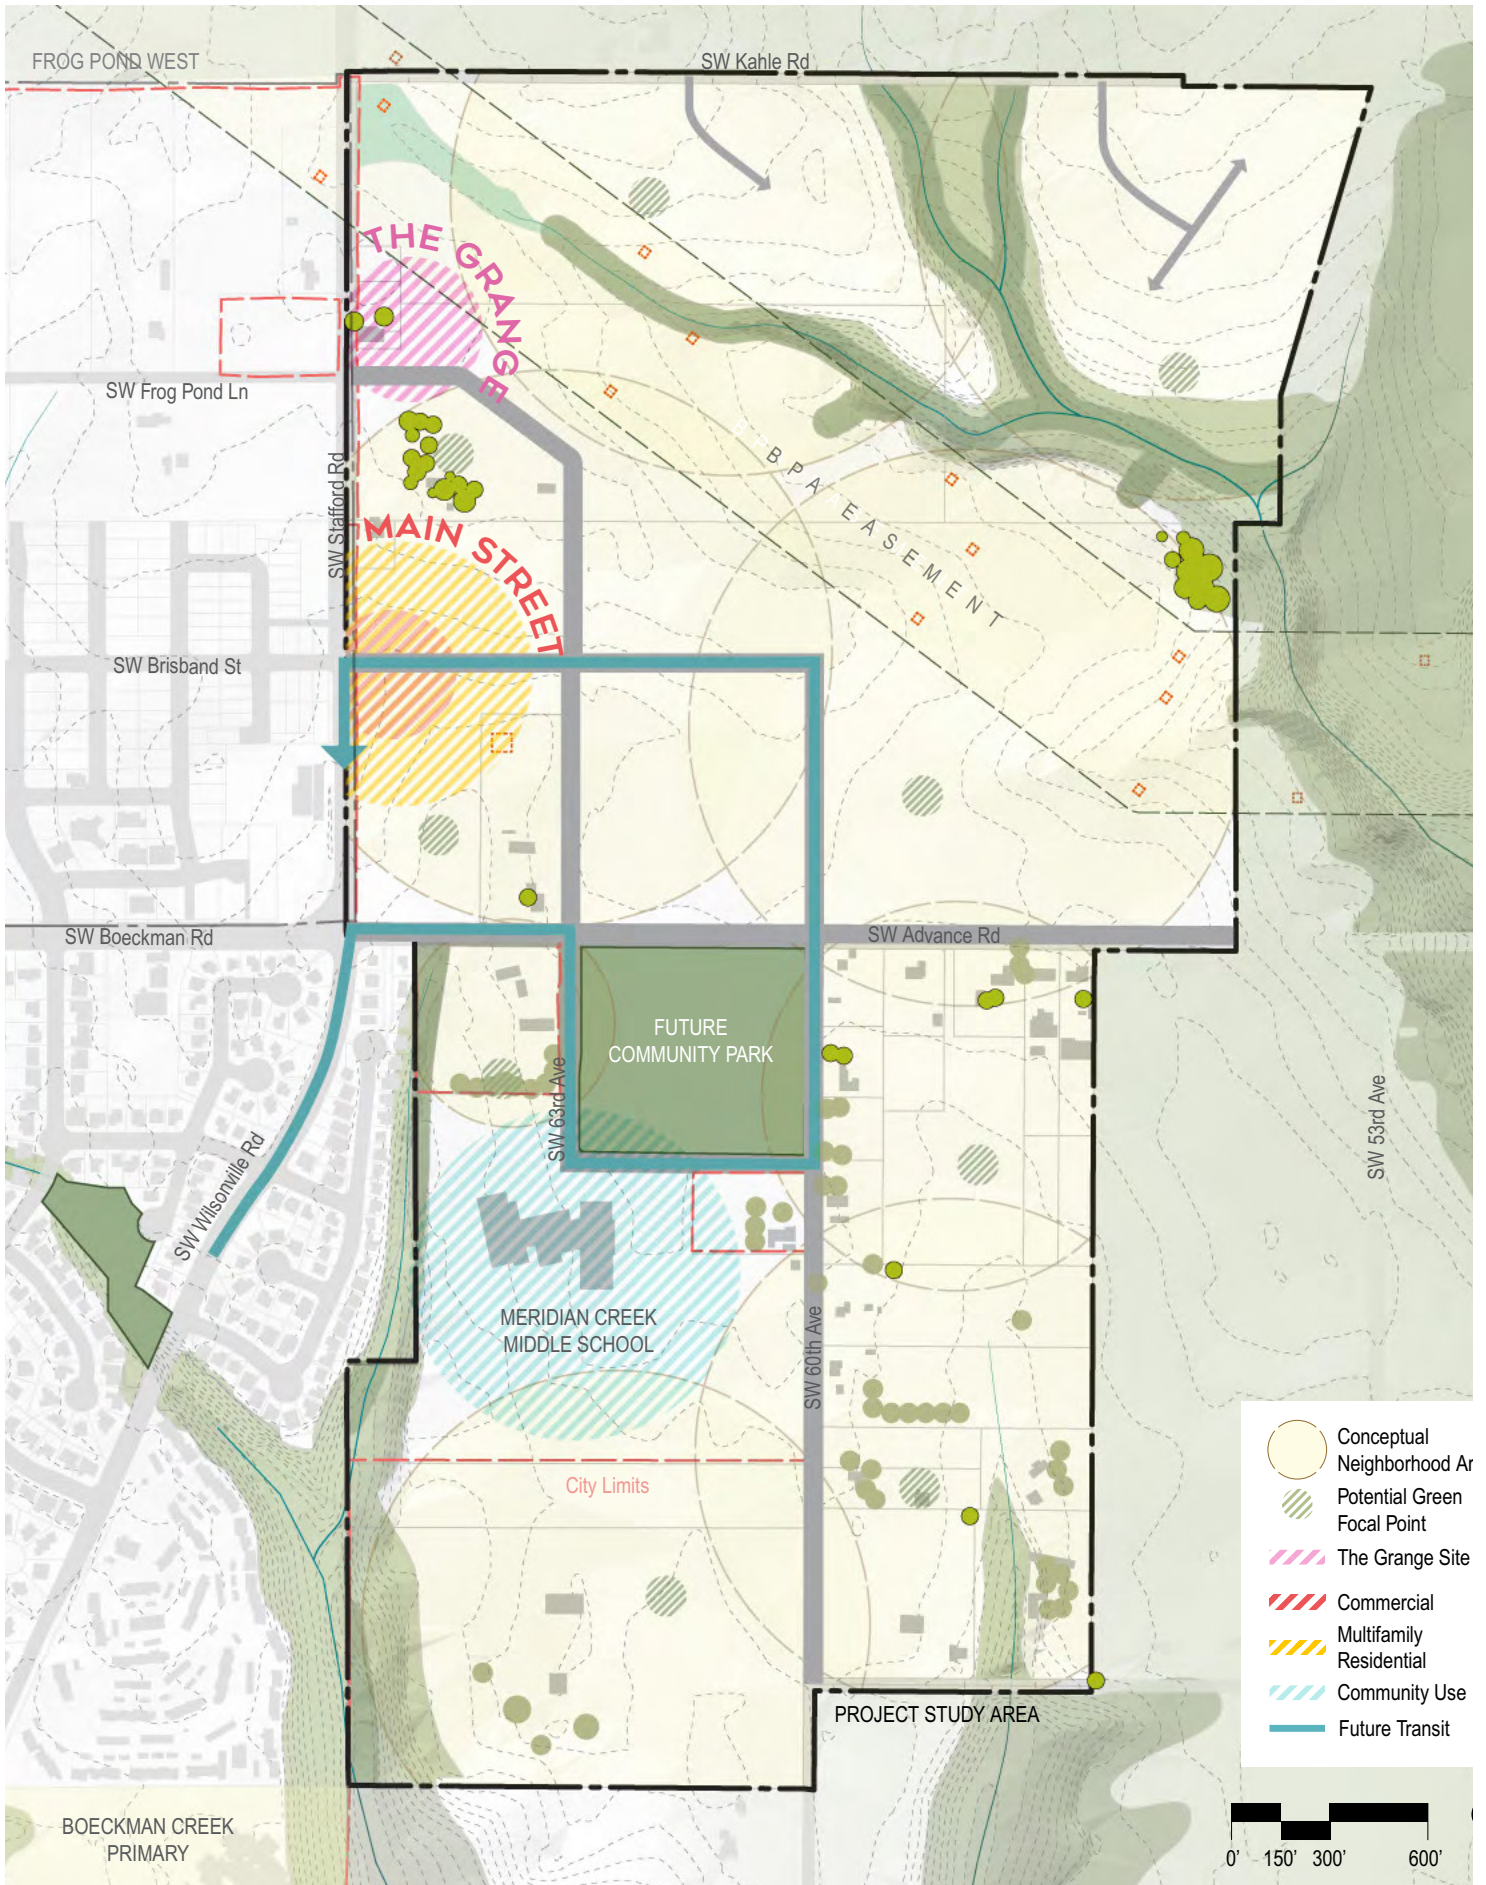 FROG POND WEST
SW Kahle Rd
THE GRANGE
SW Frog Pond Ln
SW Stafford Rd
BPA EASEMENT
MAIN STREET
SW Brisband St
SW Boeckman Rd
SW Advance Rd
FUTURE
COMMUNITY PARK
SW 63rd Ave
SW 53rd Ave
SW Wilsonville Rd
MERIDIAN CREEK
MIDDLE SCHOOL
SW 60th Ave
City Limits
Conceptual
Neighborhood Ar
Potential Green
Focal Point
The Grange Site
Commercial
Multifamily
Residential
Community Use
Future Transit
PROJECT STUDY AREA
BOECKMAN CREEK
PRIMARY
0' 150' 300' 600'